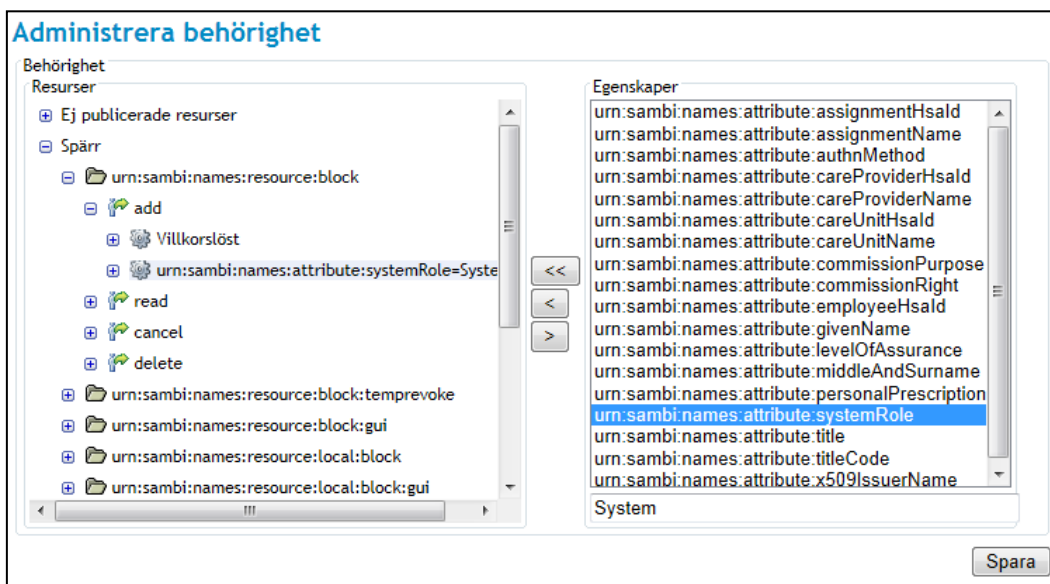 Administrera behörighet
Behörighet
Resurser
Ej publicerade resurser
Spärr
urn:sambi:names:resource:block
add
Villkorslöst
urn:sambi:names:attribute:systemRole=Syste
read
cancel
delete
urn:sambi:names:resource:block:temprevoke
urn:sambi:names:resource:block:gui
urn:sambi:names:resource:local:block
urn:sambi:names:resource:local:block:gui
<<
<
>
Egenskaper
urn:sambi:names:attribute:assignmentHsaId
urn:sambi:names:attribute:assignmentName
urn:sambi:names:attribute:authnMethod
urn:sambi:names:attribute:careProviderHsaId
urn:sambi:names:attribute:careProviderName
urn:sambi:names:attribute:careUnitHsaId
urn:sambi:names:attribute:careUnitName
urn:sambi:names:attribute:commissionPurpose
urn:sambi:names:attribute:commissionRight
urn:sambi:names:attribute:employeeHsaId
urn:sambi:names:attribute:givenName
urn:sambi:names:attribute:levelOfAssurance
urn:sambi:names:attribute:middleAndSurname
urn:sambi:names:attribute:personalPrescription
urn:sambi:names:attribute:systemRole
urn:sambi:names:attribute:title
urn:sambi:names:attribute:titleCode
urn:sambi:names:attribute:x509IssuerName
System
Spara